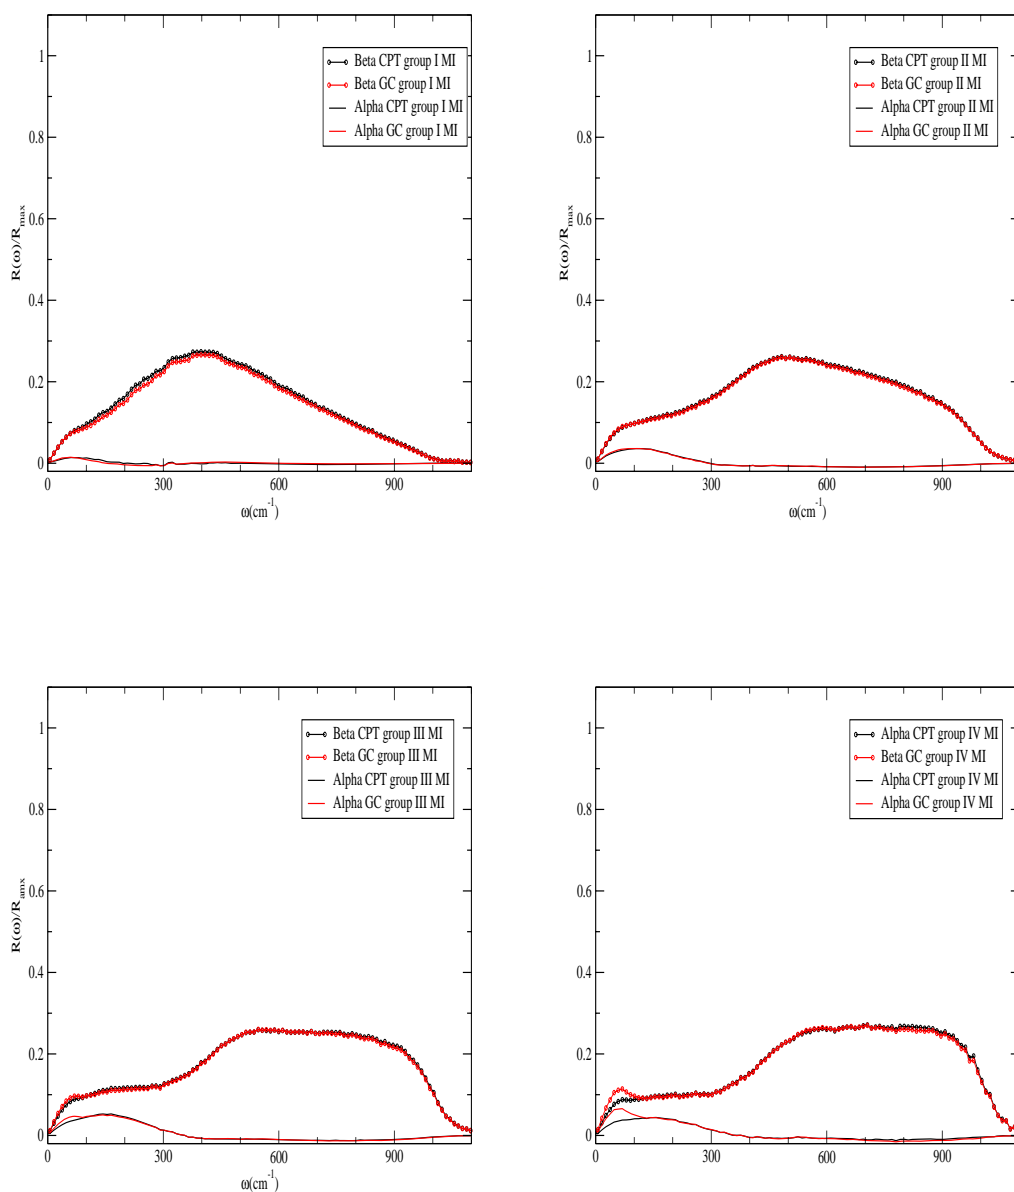 1
Beta CPT group I MI
Beta GC group I MI
Alpha CPT group I MI
Alpha GC group I MI
0.8
0.6
0.4
0.2
0
R(ω)/R_max
0 300 600 900
ω(cm^-1)
1
Beta CPT group II MI
Beta GC group II MI
Alpha CPT group II MI
Alpha GC group II MI
0.8
0.6
0.4
0.2
0
R(ω)/R_max
0 300 600 900
ω(cm^-1)
1
Beta CPT group III MI
Beta GC group III MI
Alpha CPT group III MI
Alpha GC group III MI
0.8
0.6
0.4
0.2
0
R(ω)/R_amx
0 300 600 900
ω(cm^-1)
1
Alpha CPT group IV MI
Beta GC group IV MI
Alpha CPT group IV MI
Alpha GC group IV MI
0.8
0.6
0.4
0.2
0
0 300 600 900